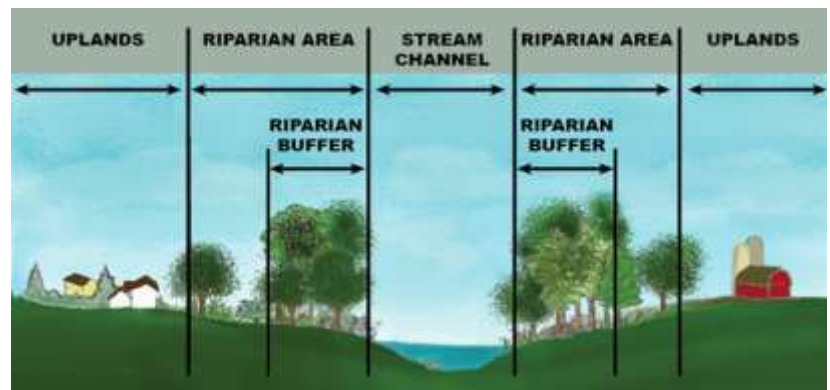 UPLANDS RIPARIAN AREA STREAM RIPARIAN AREA UPLANDS
CHANNEL
RIPARIAN RIPARIAN
BUFFER BUFFER